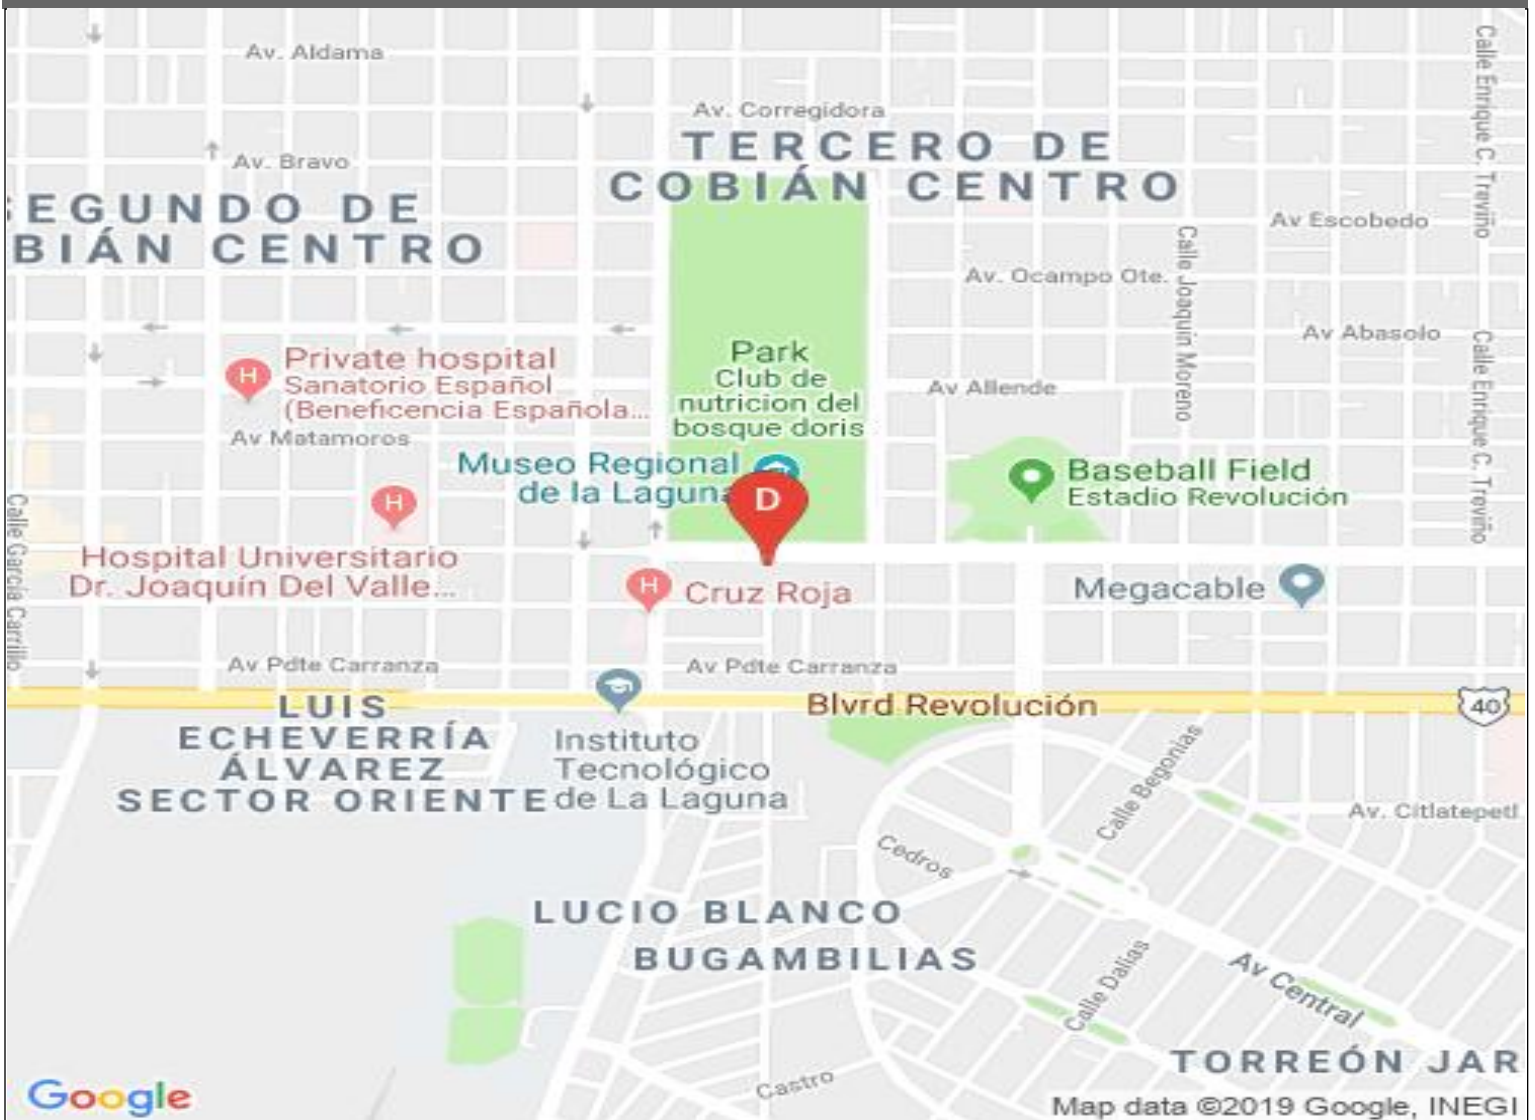 Av. Aldama
Av. Corregidora
TERCERO DE
COBIÁN CENTRO
Av. Bravo
EGUNDO DE
BIÁN CENTRO
Calle Enrique C. Treviño
Av Escobedo
Calle Joaquin Moreno
Av. Ocampo Ote.
Av Abasolo
Private hospital
Sanatorio Español
(Beneficencia Española...
Park
Club de
nutricion del
bosque doris
Av Allende
Calle Enrique C. Treviño
Av Matamoros
Museo Regional
de la Laguna
D
Baseball Field
Estadio Revolución
H
H
Hospital Universitario
Dr. Joaquín Del Valle...
Calle García Carrillo
H
Cruz Roja
Megacable
Av Pdte Carranza
Av Pdte Carranza
Blvrd Revolución
40
LUIS
ECHEVERRÍA
ÁLVAREZ
SECTOR ORIENTE
Instituto
Tecnológico
de La Laguna
Calle Begonias
Av. Citlatepetl
Cedros
LUCIO BLANCO
BUGAMBILIAS
Calle Dalias
Av Central
TORREÓN JAR
Castro
Google
Map data ©2019 Google, INEGI